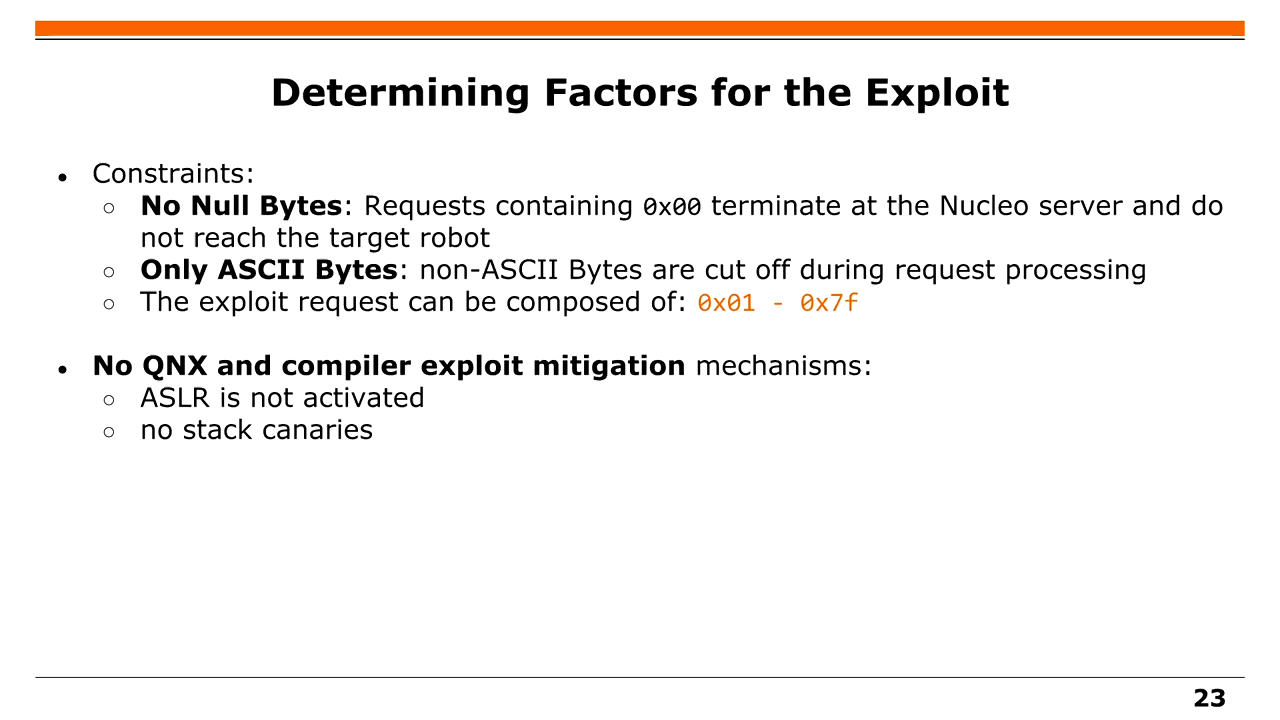 Determining Factors for the Exploit
● Constraints:
○ No Null Bytes: Requests containing 0x00 terminate at the Nucleo server and do
not reach the target robot
○ Only ASCII Bytes: non-ASCII Bytes are cut off during request processing
○ The exploit request can be composed of: 0x01 - 0x7f
● No QNX and compiler exploit mitigation mechanisms:
○ ASLR is not activated
○ no stack canaries
23